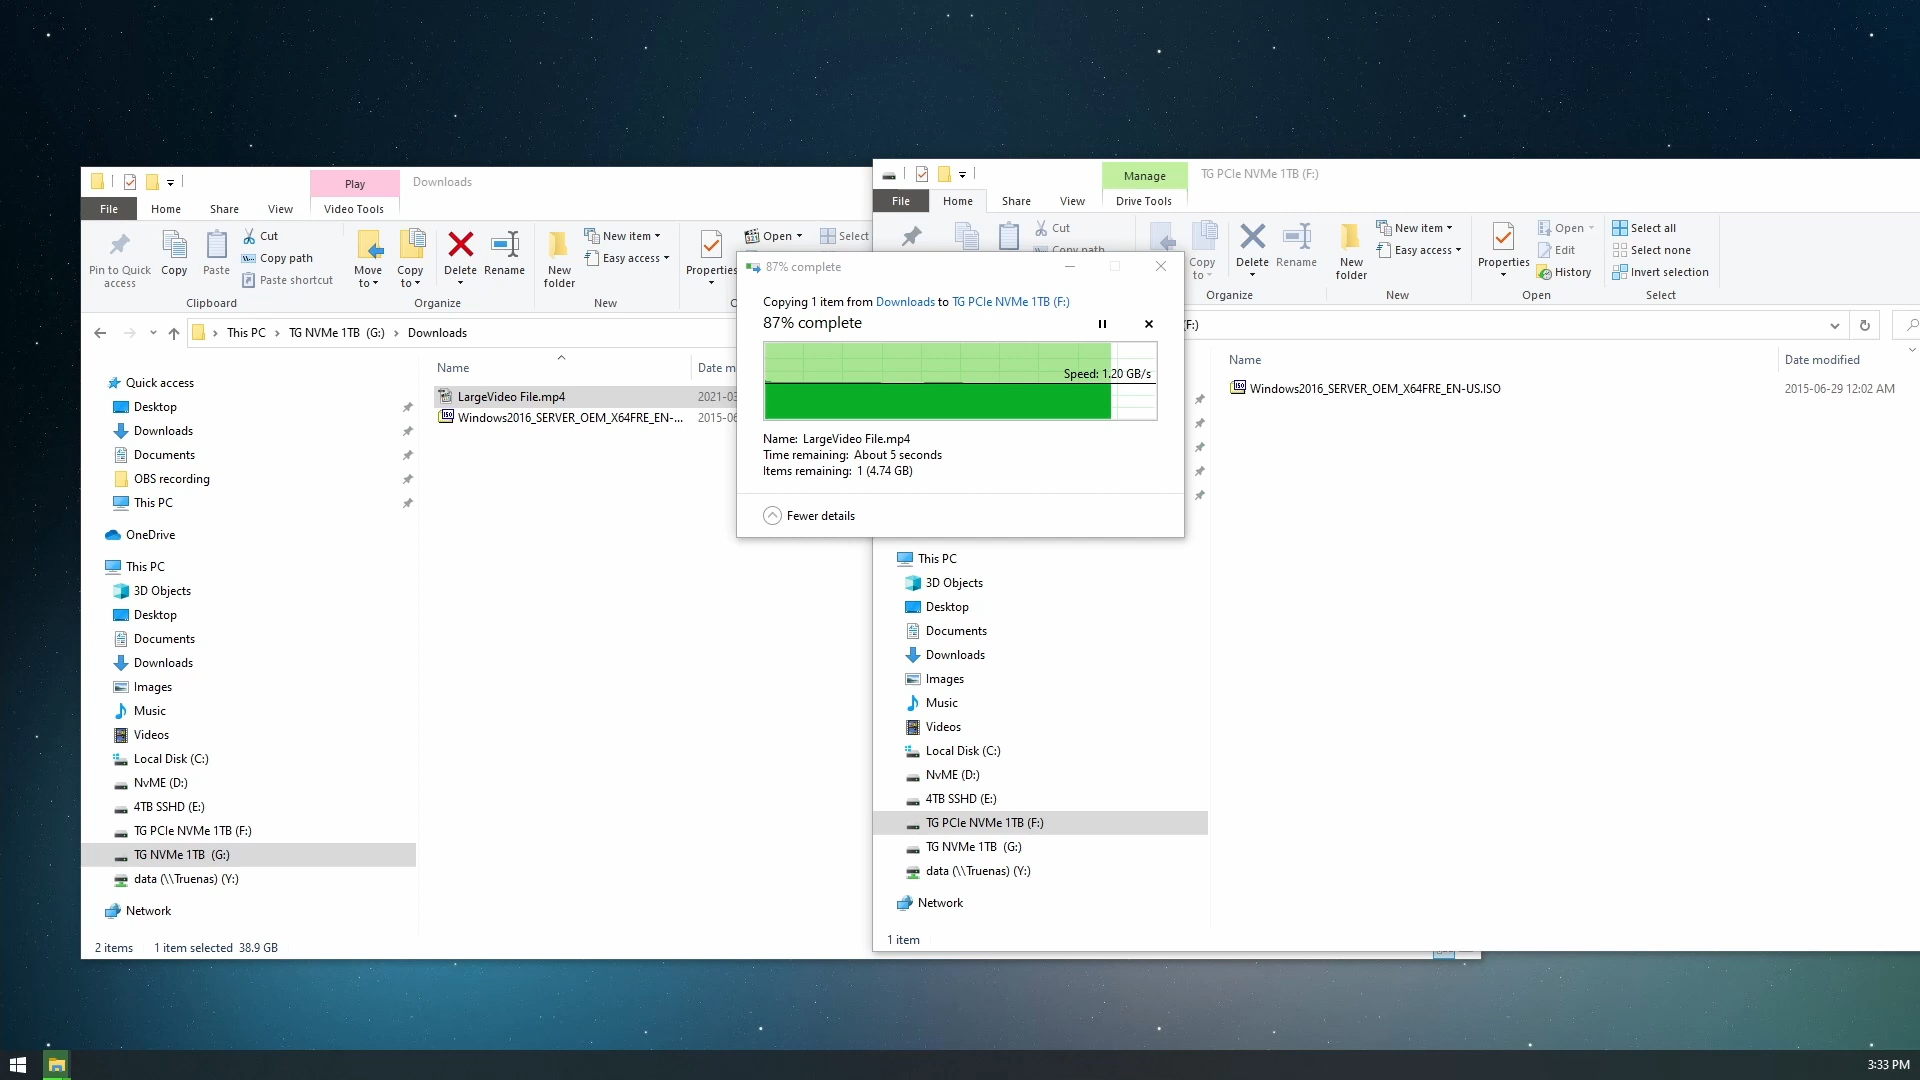 Play
Downloads
File
Home
Share
View
Video Tools
Pin to Quick access
Copy
Paste
Cut
Copy path
Paste shortcut
Clipboard
Move to
Copy to
Delete
Rename
Organize
New folder
New item
Easy access
New
Properties
Open
Select
This PC
TG NVMe 1TB (G:)
Downloads
Name
LargeVideo File.mp4
2021-03
Windows2016_SERVER_OEM_X64FRE_EN-...
2015-06
Quick access
Desktop
Downloads
Documents
OBS recording
This PC
OneDrive
This PC
3D Objects
Desktop
Documents
Downloads
Images
Music
Videos
Local Disk (C:)
NvME (D:)
4TB SSHD (E:)
TG PCIe NVMe 1TB (F:)
TG NVMe 1TB (G:)
data (\\Truenas) (Y:)
Network
2 items 1 item selected 38.9 GB
87% complete
Copying 1 item from Downloads to TG PCIe NVMe 1TB (F:)
87% complete
Speed: 1.20 GB/s
Name: LargeVideo File.mp4
Time remaining: About 5 seconds
Items remaining: 1 (4.74 GB)
Fewer details
Manage
TG PCIe NVMe 1TB (F:)
File
Home
Share
View
Drive Tools
Cut
Copy to
Delete
Rename
Organize
New folder
New item
Easy access
New
Properties
Open
Edit
History
Open
Select all
Select none
Invert selection
Select
(F:)
Name
Date modified
Windows2016_SERVER_OEM_X64FRE_EN-US.ISO
2015-06-29 12:02 AM
This PC
3D Objects
Desktop
Documents
Downloads
Images
Music
Videos
Local Disk (C:)
NvME (D:)
4TB SSHD (E:)
TG PCIe NVMe 1TB (F:)
TG NVMe 1TB (G:)
data (\\Truenas) (Y:)
Network
1 item
3:33 PM